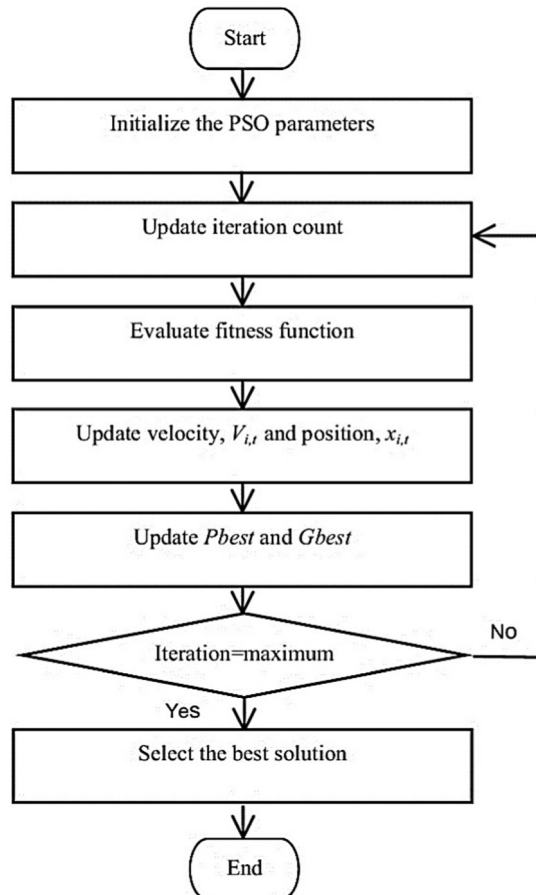 Start
Initialize the PSO parameters
Update iteration count
Evaluate fitness function
Update velocity, Vi,t and position, xi,t
Update Pbest and Gbest
Iteration=maximum
No
Yes
Select the best solution
End